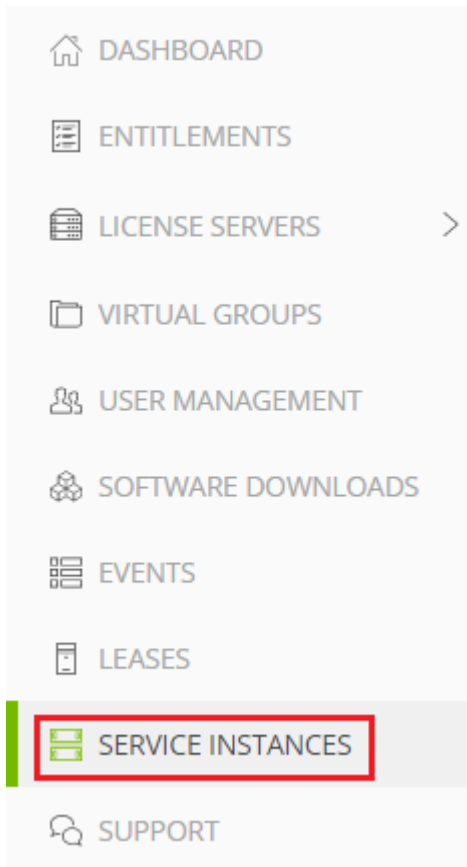 DASHBOARD
ENTITLEMENTS
LICENSE SERVERS
VIRTUAL GROUPS
USER MANAGEMENT
SOFTWARE DOWNLOADS
EVENTS
LEASES
SERVICE INSTANCES
SUPPORT